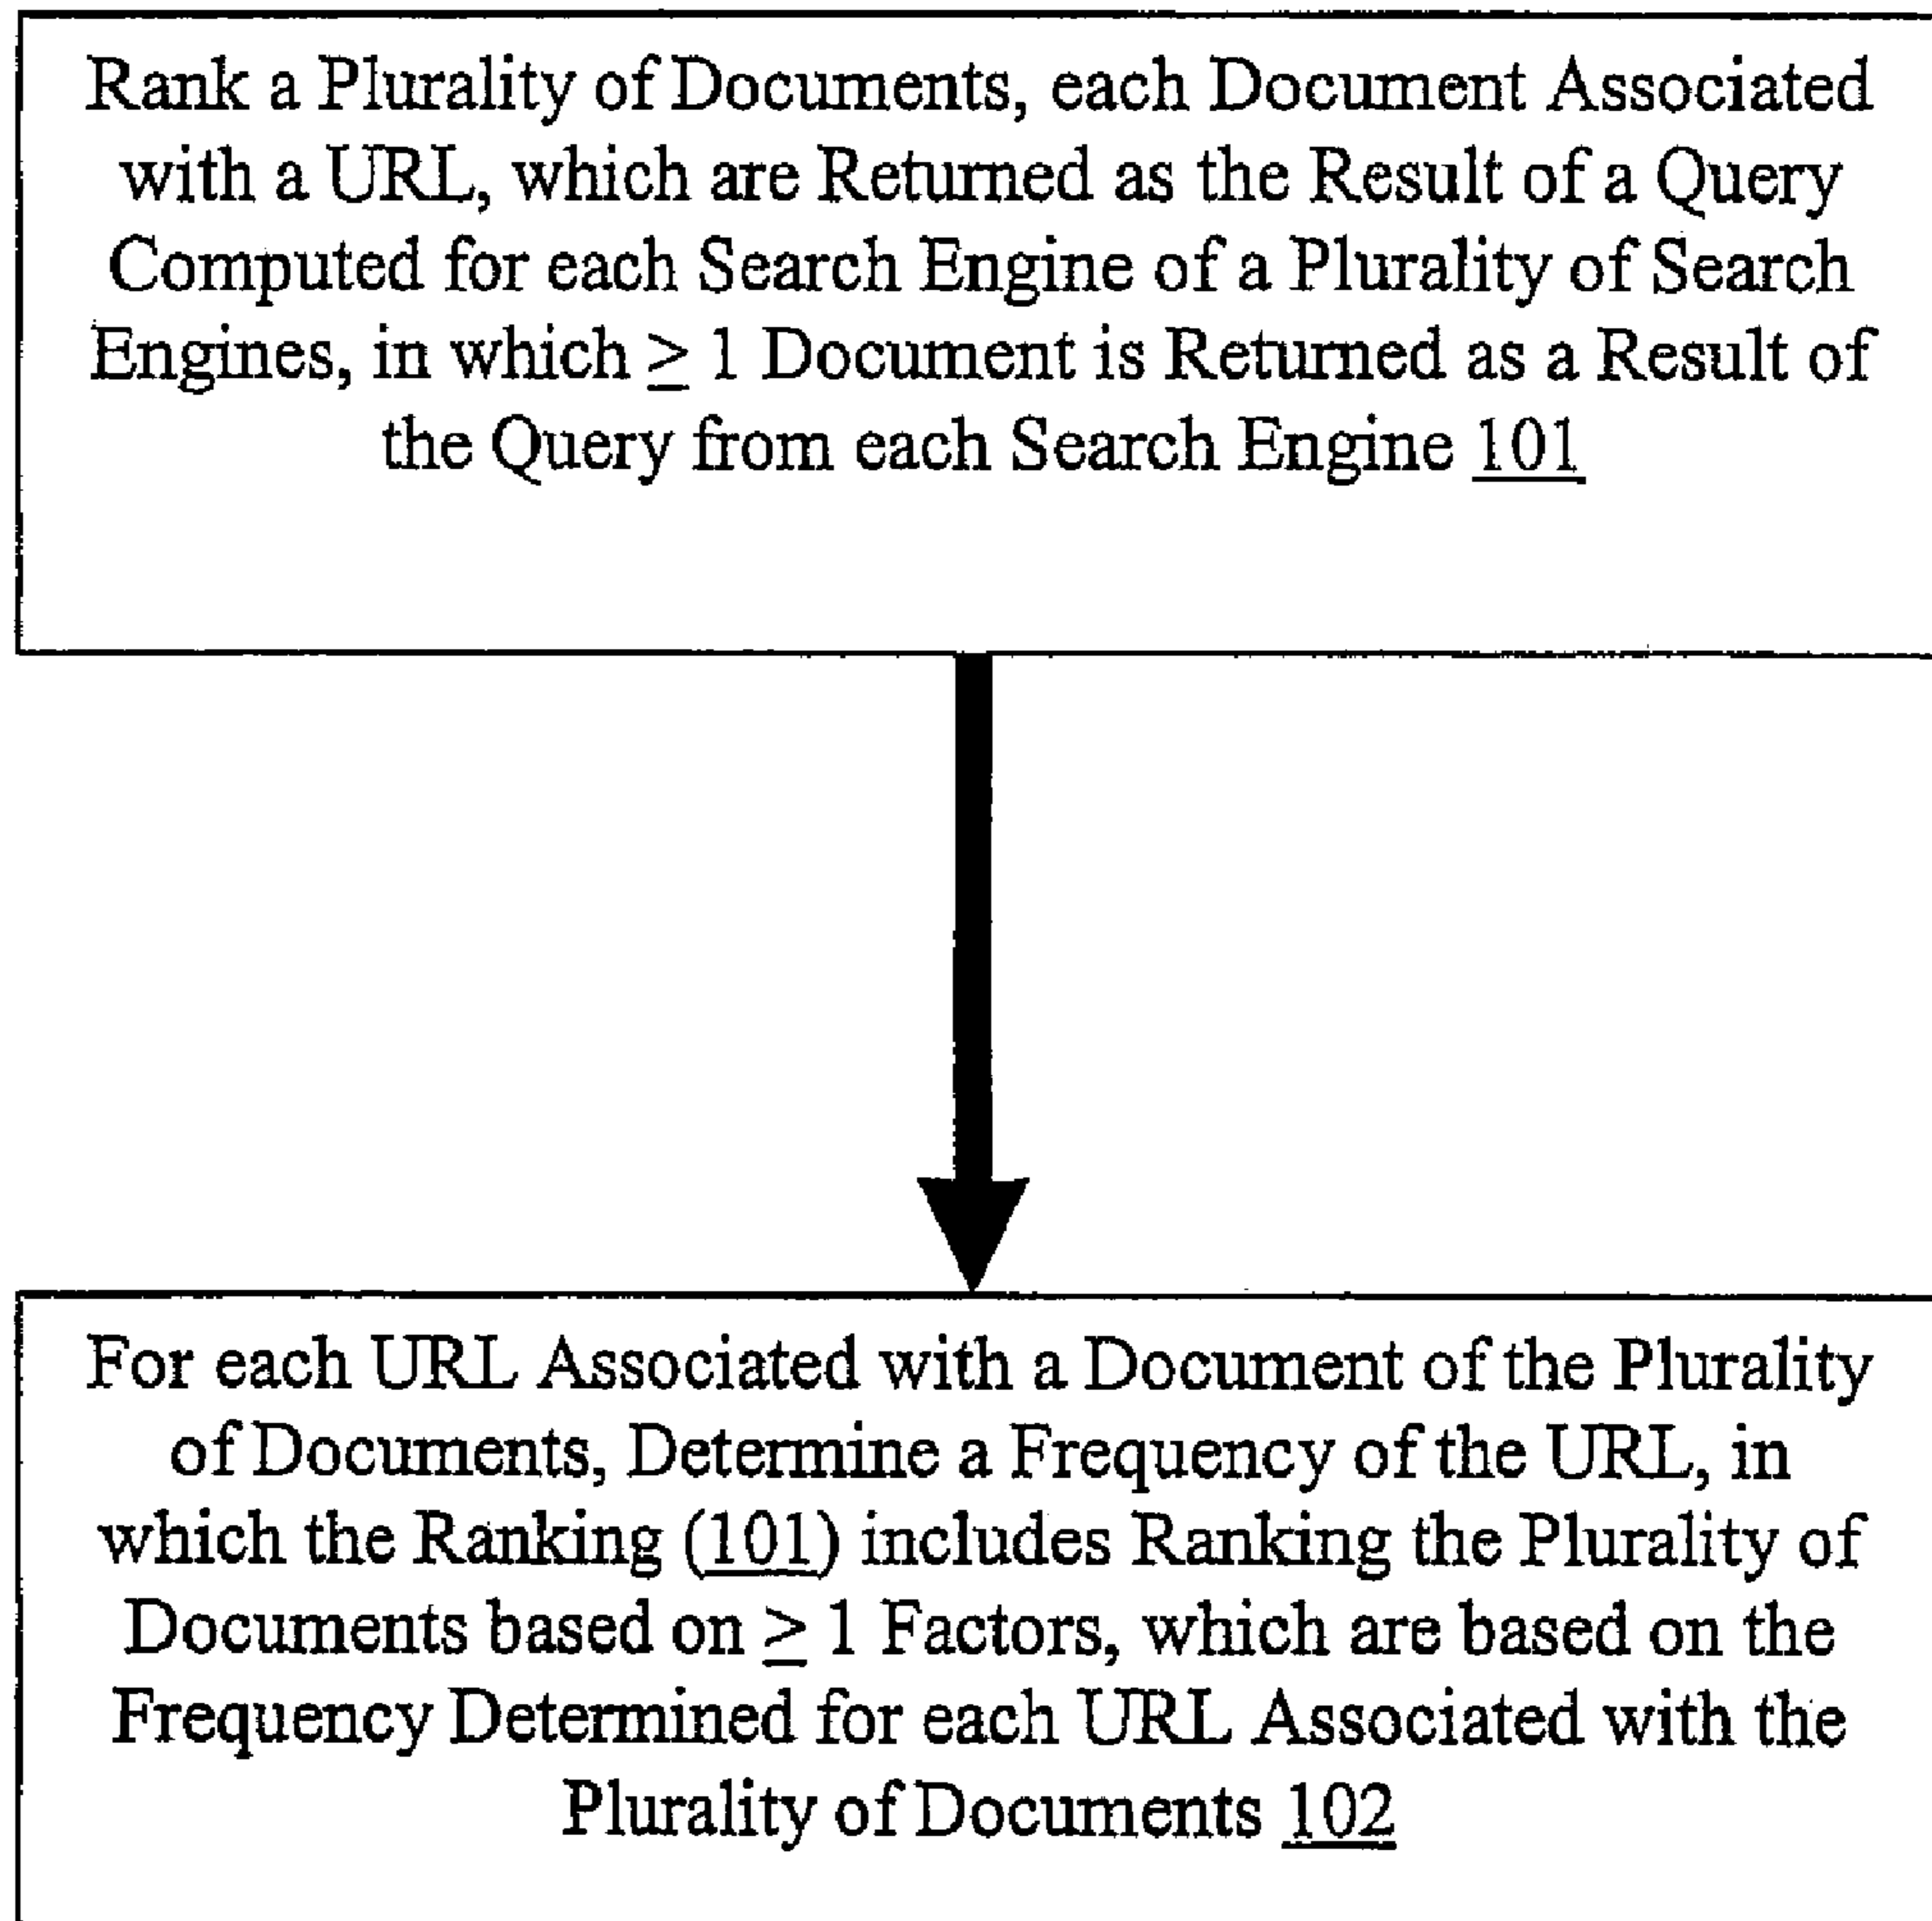 Rank a Plurality of Documents, each Document Associated
with a URL, which are Returned as the Result of a Query
Computed for each Search Engine of a Plurality of Search
Engines, in which ≥ 1 Document is Returned as a Result of
the Query from each Search Engine 101
For each URL Associated with a Document of the Plurality
of Documents, Determine a Frequency of the URL, in
which the Ranking (101) includes Ranking the Plurality of
Documents based on ≥ 1 Factors, which are based on the
Frequency Determined for each URL Associated with the
Plurality of Documents 102